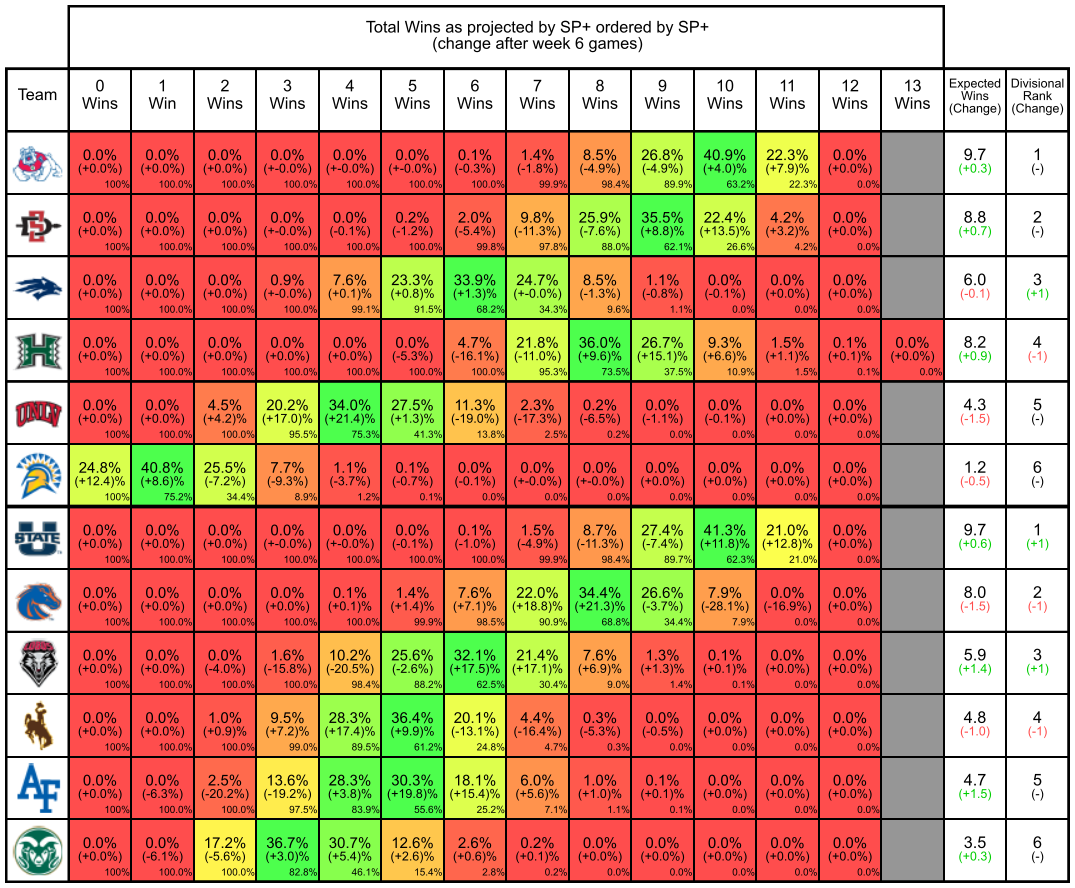 Total Wins as projected by SP+ ordered by SP+
(change after week 6 games)
Team
0 Wins
1 Win
2 Wins
3 Wins
4 Wins
5 Wins
6 Wins
7 Wins
8 Wins
9 Wins
10 Wins
11 Wins
12 Wins
13 Wins
Expected Wins (Change)
Divisional Rank (Change)
0.0% 0.0% 0.0% 0.0% 0.0% 0.0% 0.1% 1.4% 8.5% 26.8% 40.9% 22.3% 0.0% 9.7 1
(+0.0%) (+0.0%) (+0.0%) (+-0.0%) (+-0.0%) (+-0.0%) (-0.3%) (-1.8%) (-4.9%) (-4.9%) (+4.0%) (+7.9%) (+0.0%) (+0.3) (-)
100% 100.0% 100.0% 100.0% 100.0% 100.0% 100.0% 99.9% 98.4% 89.9% 63.2% 22.3% 0.0%
SD
0.0% 0.0% 0.0% 0.0% 0.0% 0.2% 2.0% 9.8% 25.9% 35.5% 22.4% 4.2% 0.0% 8.8 2
(+0.0%) (+0.0%) (+0.0%) (+-0.0%) (-0.1%) (-1.2%) (-5.4%) (-11.3%) (-7.6%) (+8.8%) (+13.5%) (+3.2%) (+0.0%) (+0.7) (-)
100% 100.0% 100.0% 100.0% 100.0% 100.0% 99.8% 97.8% 88.0% 62.1% 26.6% 4.2% 0.0%
0.0% 0.0% 0.0% 0.9% 7.6% 23.3% 33.9% 24.7% 8.5% 1.1% 0.0% 0.0% 0.0% 6.0 3
(+0.0%) (+0.0%) (+0.0%) (+-0.0%) (+0.1)% (+0.8)% (+1.3)% (+-0.0%) (-1.3%) (-0.8%) (-0.1%) (+0.0%) (+0.0%) (-0.1) (+1)
100% 100.0% 100.0% 100.0% 99.1% 91.5% 68.2% 34.3% 9.6% 1.1% 0.0% 0.0% 0.0%
H
0.0% 0.0% 0.0% 0.0% 0.0% 0.0% 4.7% 21.8% 36.0% 26.7% 9.3% 1.5% 0.1% 0.0% 8.2 4
(+0.0%) (+0.0%) (+0.0%) (+0.0%) (+0.0%) (-5.3%) (-16.1%) (-11.0%) (+9.6)% (+15.1)% (+6.6)% (+1.1)% (+0.1)% (+0.0)% (+0.9) (-1)
100% 100.0% 100.0% 100.0% 100.0% 100.0% 100.0% 95.3% 73.5% 37.5% 10.9% 1.5% 0.1% 0.0%
UNLV
0.0% 0.0% 4.5% 20.2% 34.0% 27.5% 11.3% 2.3% 0.2% 0.0% 0.0% 0.0% 0.0% 4.3 5
(+0.0%) (+0.0%) (+4.2)% (+17.0)% (+21.4)% (+1.3)% (-19.0%) (-17.3%) (-6.5%) (-1.1%) (-0.1%) (+0.0%) (+0.0%) (-1.5) (-)
100% 100.0% 100.0% 95.5% 75.3% 41.3% 13.8% 2.5% 0.2% 0.0% 0.0% 0.0% 0.0%
24.8% 40.8% 25.5% 7.7% 1.1% 0.1% 0.0% 0.0% 0.0% 0.0% 0.0% 0.0% 0.0% 1.2 6
(+12.4)% (+8.6)% (-7.2)% (-9.3)% (-3.7%) (-0.7%) (-0.1%) (+-0.0%) (+-0.0%) (+0.0%) (+0.0%) (+0.0%) (+0.0%) (-0.5) (-)
100% 75.2% 34.4% 8.9% 1.2% 0.1% 0.0% 0.0% 0.0% 0.0% 0.0% 0.0% 0.0%
U STATE
0.0% 0.0% 0.0% 0.0% 0.0% 0.0% 0.1% 1.5% 8.7% 27.4% 41.3% 21.0% 0.0% 9.7 1
(+0.0%) (+0.0%) (+0.0%) (+-0.0%) (+-0.0%) (-0.1%) (-1.0%) (-4.9%) (-11.3%) (-7.4%) (+11.8)% (+12.8)% (+0.0%) (+0.6) (+1)
100% 100.0% 100.0% 100.0% 100.0% 100.0% 100.0% 99.9% 98.4% 89.7% 62.3% 21.0% 0.0%
0.0% 0.0% 0.0% 0.0% 0.1% 1.4% 7.6% 22.0% 34.4% 26.6% 7.9% 0.0% 0.0% 8.0 2
(+0.0%) (+0.0%) (+0.0%) (+0.0%) (+0.1%) (+1.4%) (+7.1)% (+18.8)% (+21.3)% (-3.7%) (-28.1%) (-16.9%) (+0.0%) (-1.5) (-1)
100% 100.0% 100.0% 100.0% 100.0% 99.9% 98.5% 90.9% 68.8% 34.4% 7.9% 0.0% 0.0%
LOBOS
0.0% 0.0% 0.0% 1.6% 10.2% 25.6% 32.1% 21.4% 7.6% 1.3% 0.1% 0.0% 0.0% 5.9 3
(+0.0%) (+0.0%) (-4.0%) (-15.8%) (-20.5%) (-2.6%) (+17.5)% (+17.1)% (+6.9)% (+1.3)% (+0.1)% (+0.0%) (+0.0%) (+1.4) (+1)
100% 100.0% 100.0% 100.0% 98.4% 88.2% 62.5% 30.4% 9.0% 1.4% 0.1% 0.0% 0.0%
0.0% 0.0% 1.0% 9.5% 28.3% 36.4% 20.1% 4.4% 0.3% 0.0% 0.0% 0.0% 0.0% 4.8 4
(+0.0%) (+0.0%) (+0.9)% (+7.2)% (+17.4)% (+9.9)% (-13.1%) (-16.4%) (-5.3%) (-0.5%) (+0.0%) (+0.0%) (+0.0%) (-1.0) (-1)
100% 100.0% 100.0% 99.0% 89.5% 61.2% 24.8% 4.7% 0.3% 0.0% 0.0% 0.0% 0.0%
AF
0.0% 0.0% 2.5% 13.6% 28.3% 30.3% 18.1% 6.0% 1.0% 0.1% 0.0% 0.0% 0.0% 4.7 5
(+0.0%) (-6.3%) (-20.2%) (-19.2%) (+3.8)% (+19.8)% (+15.4)% (+5.6)% (+1.0)% (+0.1)% (+0.0%) (+0.0%) (+0.0%) (+1.5) (-)
100% 100.0% 100.0% 97.5% 83.9% 55.6% 25.2% 7.1% 1.1% 0.1% 0.0% 0.0% 0.0%
0.0% 0.0% 17.2% 36.7% 30.7% 12.6% 2.6% 0.2% 0.0% 0.0% 0.0% 0.0% 0.0% 3.5 6
(+0.0%) (-6.1%) (-5.6%) (+3.0)% (+5.4)% (+2.6)% (+0.6)% (+0.1)% (+0.0%) (+0.0%) (+0.0%) (+0.0%) (+0.0%) (+0.3) (-)
100% 100.0% 100.0% 82.8% 46.1% 15.4% 2.8% 0.2% 0.0% 0.0% 0.0% 0.0% 0.0%